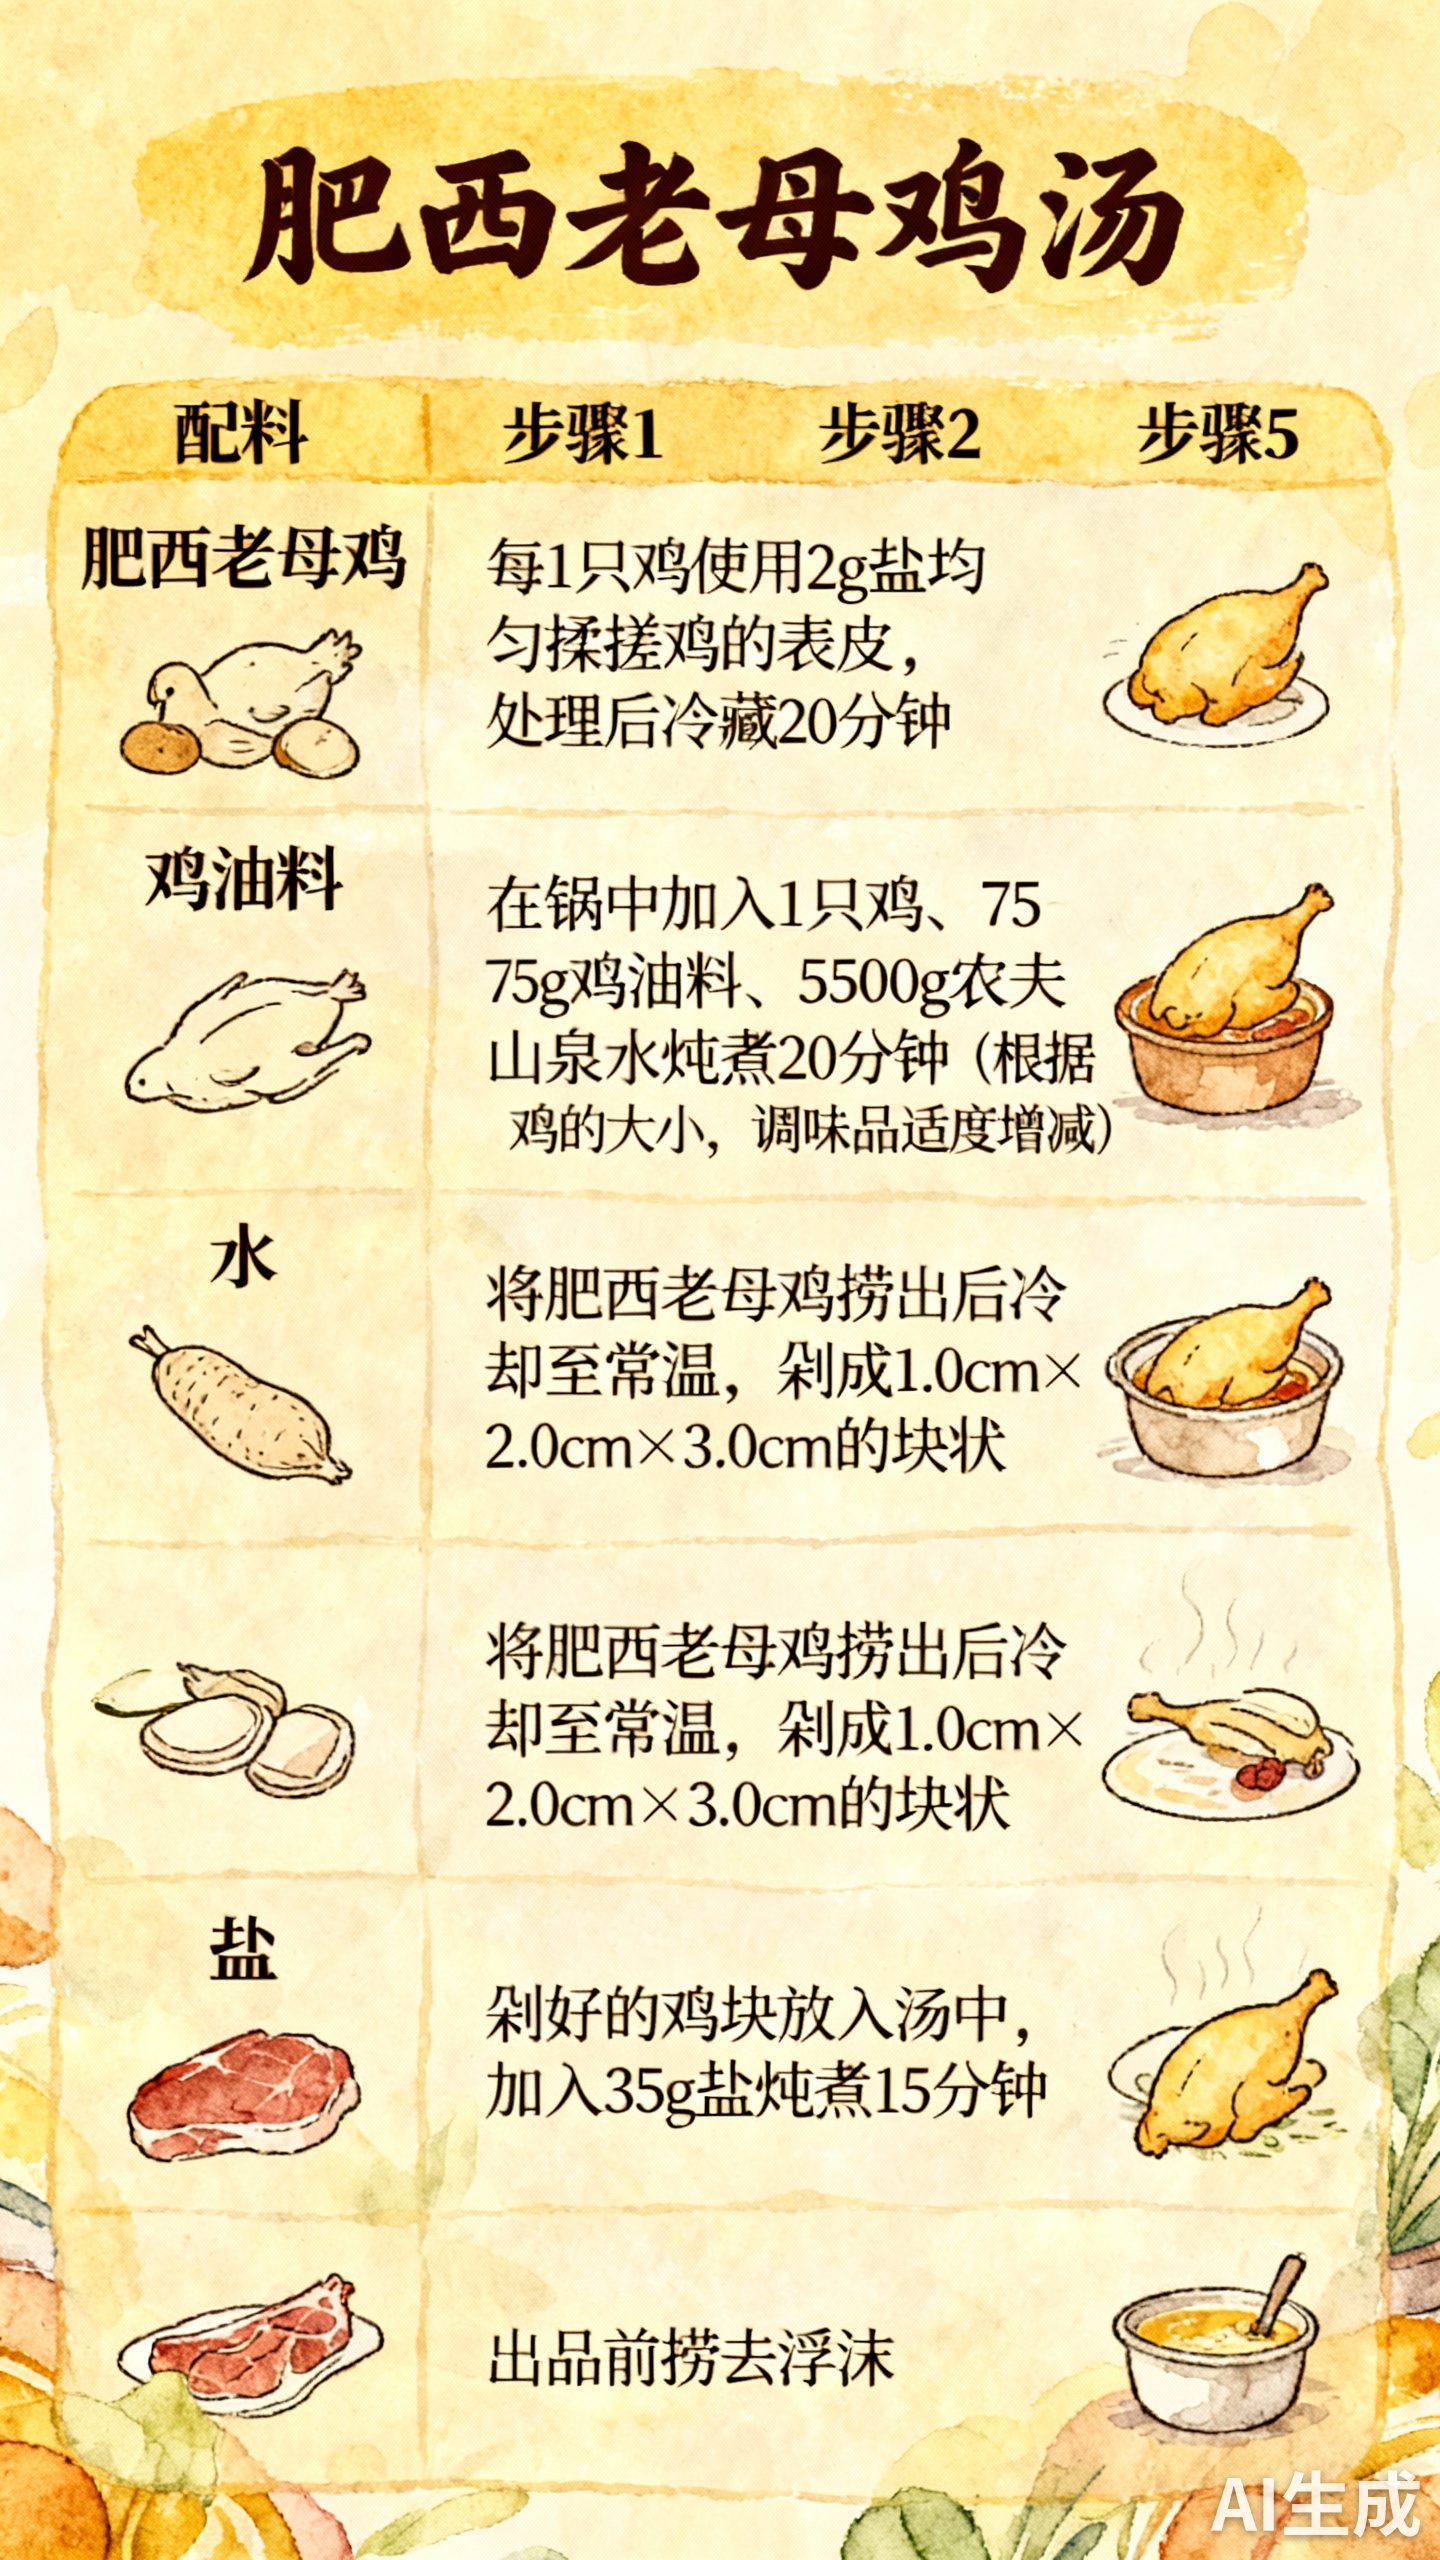 肥西老母鸡汤
配料 步骤1 步骤2 步骤5
肥西老母鸡
每1只鸡使用2g盐均
匀揉搓鸡的表皮，
处理后冷藏20分钟
鸡油料
在锅中加入1只鸡、75
75g鸡油料、5500g农夫
山泉水炖煮20分钟（根据
鸡的大小，调味品适度增减）
水
将肥西老母鸡捞出后冷
却至常温，剁成1.0cm×
2.0cm×3.0cm的块状
将肥西老母鸡捞出后冷
却至常温，剁成1.0cm×
2.0cm×3.0cm的块状
盐
剁好的鸡块放入汤中，
加入35g盐炖煮15分钟
出品前捞去浮沫
AI生成